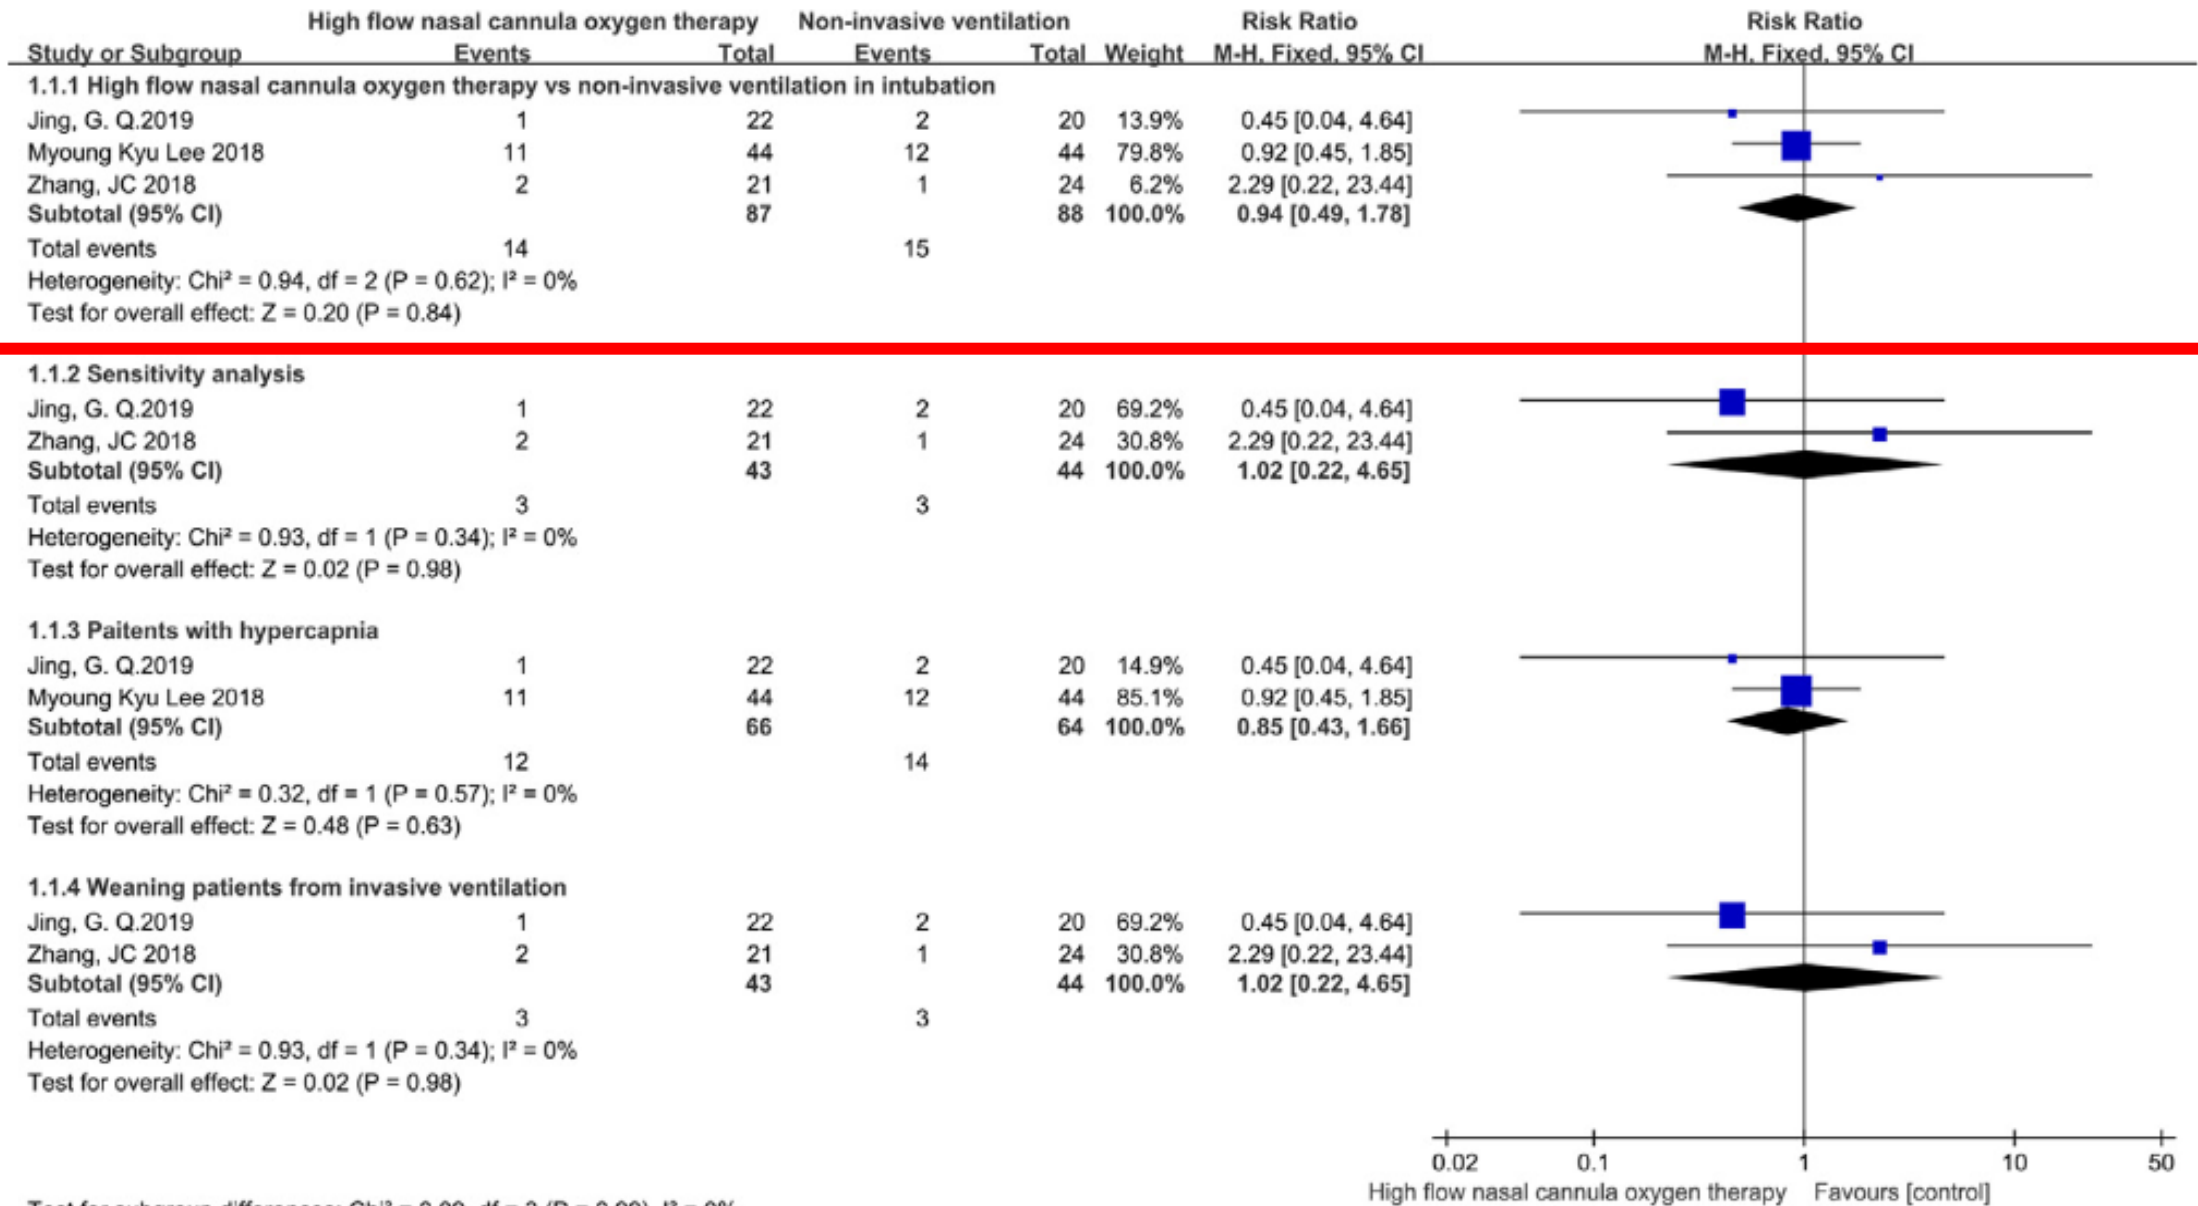 High flow nasal cannula oxygen therapy Non-invasive ventilation Risk Ratio Risk Ratio
Study or Subgroup Events Total Events Total Weight M-H, Fixed, 95% CI M-H, Fixed, 95% CI
1.1.1 High flow nasal cannula oxygen therapy vs non-invasive ventilation in intubation
Jing, G. Q.2019 1 22 2 20 13.9% 0.45 [0.04, 4.64]
Myoung Kyu Lee 2018 11 44 12 44 79.8% 0.92 [0.45, 1.85]
Zhang, JC 2018 2 21 1 24 6.2% 2.29 [0.22, 23.44]
Subtotal (95% CI) 87 88 100.0% 0.94 [0.49, 1.78]
Total events 14 15
Heterogeneity: Chi² = 0.94, df = 2 (P = 0.62); I² = 0%
Test for overall effect: Z = 0.20 (P = 0.84)
1.1.2 Sensitivity analysis
Jing, G. Q.2019 1 22 2 20 69.2% 0.45 [0.04, 4.64]
Zhang, JC 2018 2 21 1 24 30.8% 2.29 [0.22, 23.44]
Subtotal (95% CI) 43 44 100.0% 1.02 [0.22, 4.65]
Total events 3 3
Heterogeneity: Chi² = 0.93, df = 1 (P = 0.34); I² = 0%
Test for overall effect: Z = 0.02 (P = 0.98)
1.1.3 Paitents with hypercapnia
Jing, G. Q.2019 1 22 2 20 14.9% 0.45 [0.04, 4.64]
Myoung Kyu Lee 2018 11 44 12 44 85.1% 0.92 [0.45, 1.85]
Subtotal (95% CI) 66 64 100.0% 0.85 [0.43, 1.66]
Total events 12 14
Heterogeneity: Chi² = 0.32, df = 1 (P = 0.57); I² = 0%
Test for overall effect: Z = 0.48 (P = 0.63)
1.1.4 Weaning patients from invasive ventilation
Jing, G. Q.2019 1 22 2 20 69.2% 0.45 [0.04, 4.64]
Zhang, JC 2018 2 21 1 24 30.8% 2.29 [0.22, 23.44]
Subtotal (95% CI) 43 44 100.0% 1.02 [0.22, 4.65]
Total events 3 3
Heterogeneity: Chi² = 0.93, df = 1 (P = 0.34); I² = 0%
Test for overall effect: Z = 0.02 (P = 0.98)
0.02 0.1 1 10 50
High flow nasal cannula oxygen therapy Favours [control]